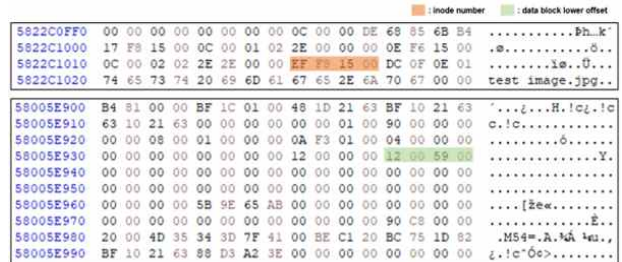 : inode number : data block lower offset
5822C0FF0 00 00 00 00 00 00 00 00 0C 00 00 DE 68 85 6B B4 ............Þh…k´
5822C1000 17 F8 15 00 0C 00 01 02 2E 00 00 00 0E F6 15 00 .ø...........ö..
5822C1010 0C 00 02 02 2E 2E 00 00 EF F8 15 00 DC 0F 0E 01 ........ïø..Ü...
5822C1020 74 65 73 74 20 69 6D 61 67 65 2E 6A 70 67 00 00 test image.jpg..
58005E900 B4 81 00 00 BF 1C 01 00 48 1D 21 63 BF 10 21 63 ´...¿...H.!c¿.!c
58005E910 63 10 21 63 00 00 00 00 00 00 01 00 90 00 00 00 c.!c............
58005E920 00 00 08 00 01 00 00 00 0A F3 01 00 04 00 00 00 .........ó......
58005E930 00 00 00 00 00 00 00 00 12 00 00 00 12 00 59 00 ..............Y.
58005E940 00 00 00 00 00 00 00 00 00 00 00 00 00 00 00 00 ................
58005E950 00 00 00 00 00 00 00 00 00 00 00 00 00 00 00 00 ................
58005E960 00 00 00 00 5B 9E 65 AB 00 00 00 00 00 00 00 00 ....[že«........
58005E970 00 00 00 00 00 00 00 00 00 00 00 00 90 C8 00 00 .............È..
58005E980 20 00 4D 35 34 3D 7F 41 00 BE C1 20 BC 75 1D 82 .M54=.A.¾Á ¼u.‚
58005E990 BF 10 21 63 88 D3 A2 3E 00 00 00 00 00 00 00 00 ¿.!cˆÓ¢>........